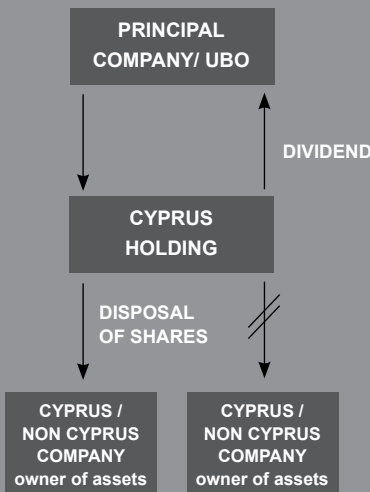 PRINCIPAL
COMPANY/ UBO
DIVIDEND
CYPRUS
HOLDING
DISPOSAL
OF SHARES
CYPRUS /
NON CYPRUS
COMPANY
owner of assets
CYPRUS /
NON CYPRUS
COMPANY
owner of assets